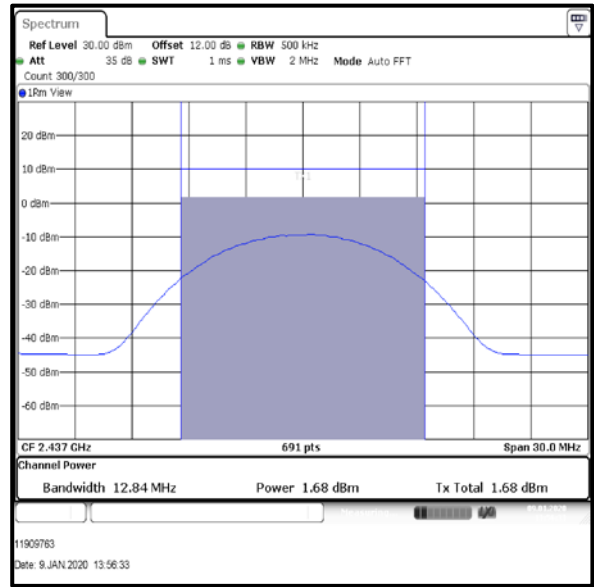 Spectrum
Ref Level 30.00 dBm Offset 12.00 dB RBW 500 kHz
Att 35 dB SWT 1 ms VBW 2 MHz Mode Auto FFT
Count 300/300
1Rm View
20 dBm
10 dBm
0 dBm
-10 dBm
-20 dBm
-30 dBm
-40 dBm
-50 dBm
-60 dBm
CF 2.437 GHz 691 pts Span 30.0 MHz
Channel Power
Bandwidth 12.84 MHz Power 1.68 dBm Tx Total 1.68 dBm
11909763
Date: 9.JAN.2020 13:56:33